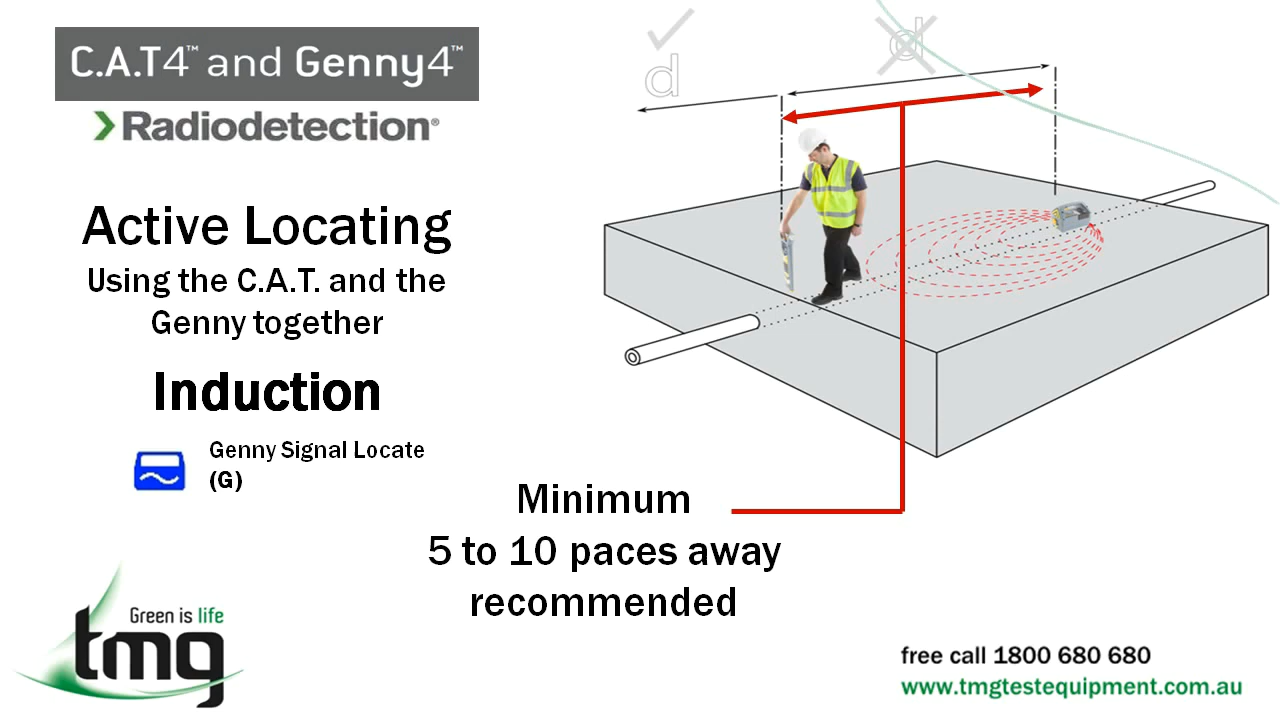 C.A.T4™ and Genny4™
Radiodetection®
Active Locating
Using the C.A.T. and the
Genny together
Induction
Genny Signal Locate
(G)
d
d
Minimum
5 to 10 paces away
recommended
Green is life
tmg
free call 1800 680 680
www.tmgtestequipment.com.au